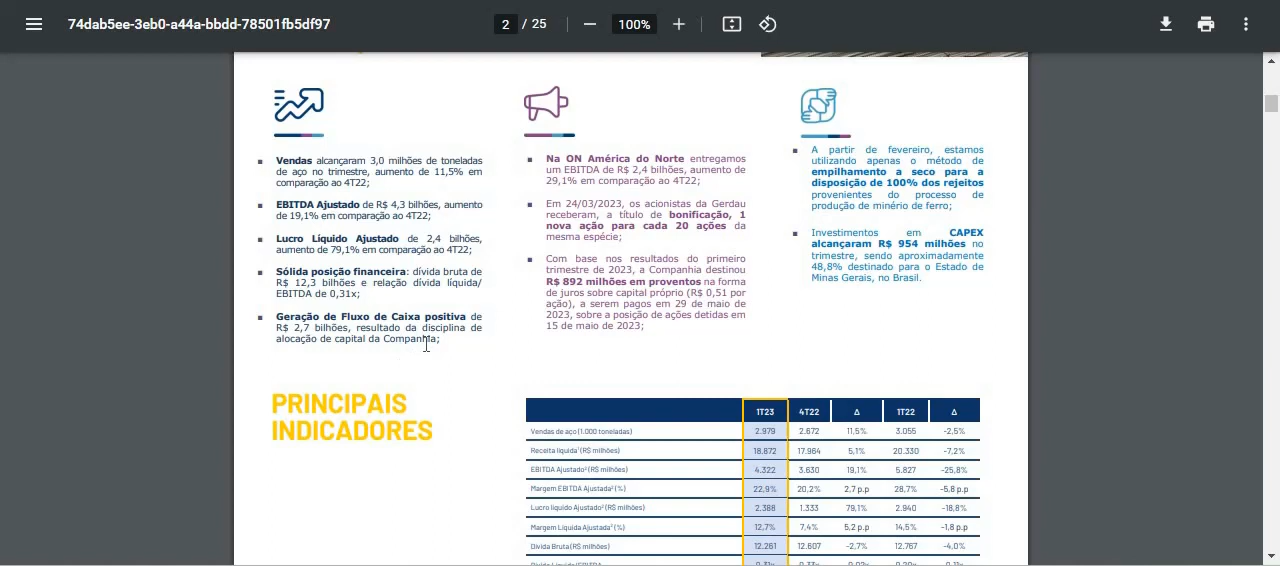 74dab5ee-3eb0-a44a-bbdd-78501fb5df97
2 / 25
100%
▪ Vendas alcançaram 3,0 milhões de toneladas
de aço no trimestre, aumento de 11,5% em
comparação ao 4T22;
▪ EBITDA Ajustado de R$ 4,3 bilhões, aumento
de 19,1% em comparação ao 4T22;
▪ Lucro Líquido Ajustado de 2,4 bilhões,
aumento de 79,1% em comparação ao 4T22;
▪ Sólida posição financeira: dívida bruta de
R$ 12,3 bilhões e relação dívida líquida/
EBITDA de 0,31x;
▪ Geração de Fluxo de Caixa positiva de
R$ 2,7 bilhões, resultado da disciplina de
alocação de capital da Companhia;
▪ Na ON América do Norte entregamos
um EBITDA de R$ 2,4 bilhões, aumento de
29,1% em comparação ao 4T22;
▪ Em 24/03/2023, os acionistas da Gerdau
receberam, a título de bonificação, 1
nova ação para cada 20 ações da
mesma espécie;
▪ Com base nos resultados do primeiro
trimestre de 2023, a Companhia destinou
R$ 892 milhões em proventos na forma
de juros sobre capital próprio (R$ 0,51 por
ação), a serem pagos em 29 de maio de
2023, sobre a posição de ações detidas em
15 de maio de 2023;
▪ A partir de fevereiro, estamos
utilizando apenas o método de
empilhamento a seco para a
disposição de 100% dos rejeitos
provenientes do processo de
produção de minério de ferro;
▪ Investimentos em CAPEX
alcançaram R$ 954 milhões no
trimestre, sendo aproximadamente
48,8% destinado para o Estado de
Minas Gerais, no Brasil.
PRINCIPAIS
INDICADORES
1T23 4T22 Δ 1T22 Δ
Vendas de aço (1.000 toneladas) 2.979 2.672 11,5% 3.055 -2,5%
Receita líquida¹ (R$ milhões) 18.872 17.964 5,1% 20.330 -7,2%
EBITDA Ajustado² (R$ milhões) 4.322 3.630 19,1% 5.827 -25,8%
Margem EBITDA Ajustada² (%) 22,9% 20,2% 2,7 p.p 28,7% -5,8 p.p
Lucro líquido Ajustado² (R$ milhões) 2.388 1.333 79,1% 2.940 -18,8%
Margem Líquida Ajustada² (%) 12,7% 7,4% 5,2 p.p 14,5% -1,8 p.p
Dívida Bruta (R$ milhões) 12.261 12.607 -2,7% 12.767 -4,0%